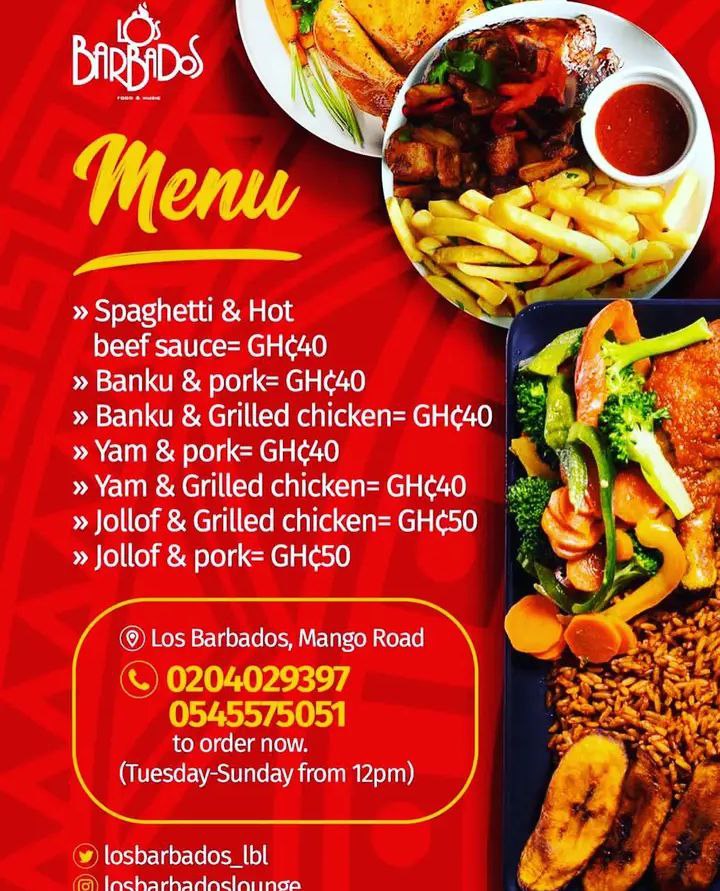 LOS
BARBADOS
FOOD & MUSIC
Menu
» Spaghetti & Hot
beef sauce= GH₵40
» Banku & pork= GH₵40
» Banku & Grilled chicken= GH₵40
» Yam & pork= GH₵40
» Yam & Grilled chicken= GH₵40
» Jollof & Grilled chicken= GH₵50
» Jollof & pork= GH₵50
Los Barbados, Mango Road
0204029397
0545575051
to order now.
(Tuesday-Sunday from 12pm)
losbarbados_lbl
losbarbadoslounge